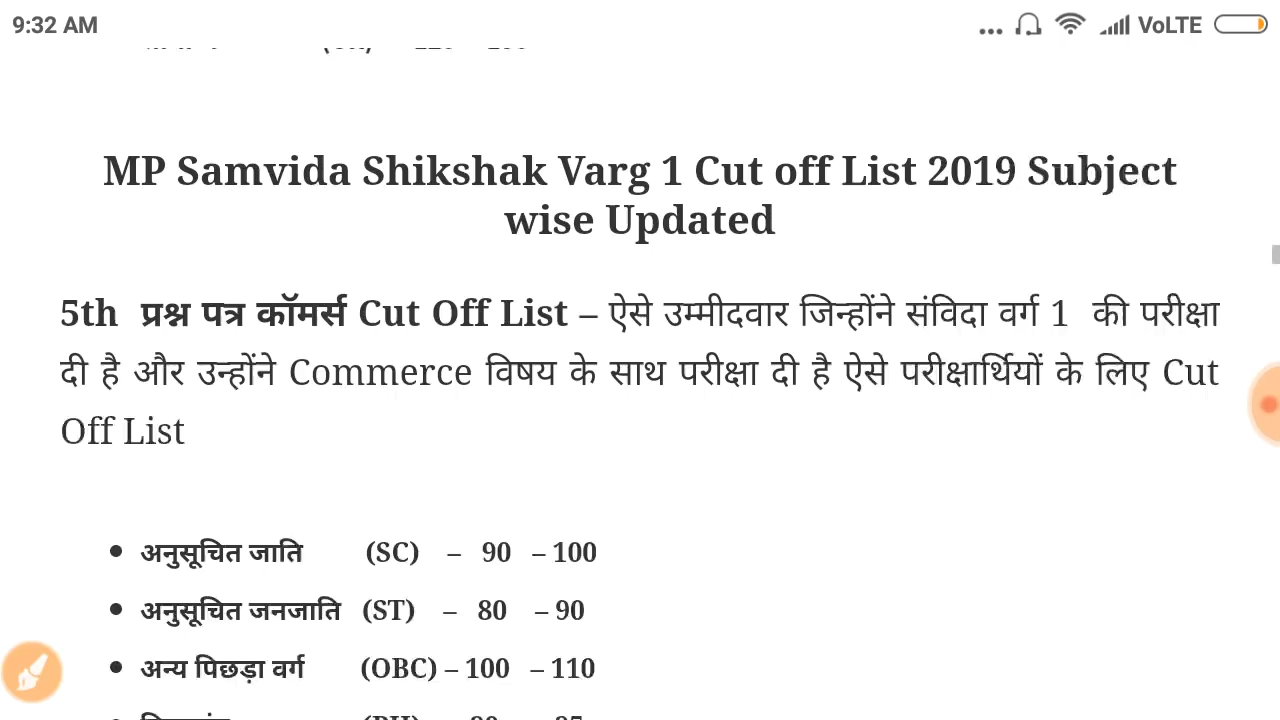 9:32 AM
VoLTE
MP Samvida Shikshak Varg 1 Cut off List 2019 Subject
wise Updated
5th प्रश्न पत्र कॉमर्स Cut Off List – ऐसे उम्मीदवार जिन्होंने संविदा वर्ग 1 की परीक्षा
दी है और उन्होंने Commerce विषय के साथ परीक्षा दी है ऐसे परीक्षार्थियों के लिए Cut
Off List
अनुसूचित जाति (SC) – 90 – 100
अनुसूचित जनजाति (ST) – 80 – 90
अन्य पिछड़ा वर्ग (OBC) – 100 – 110